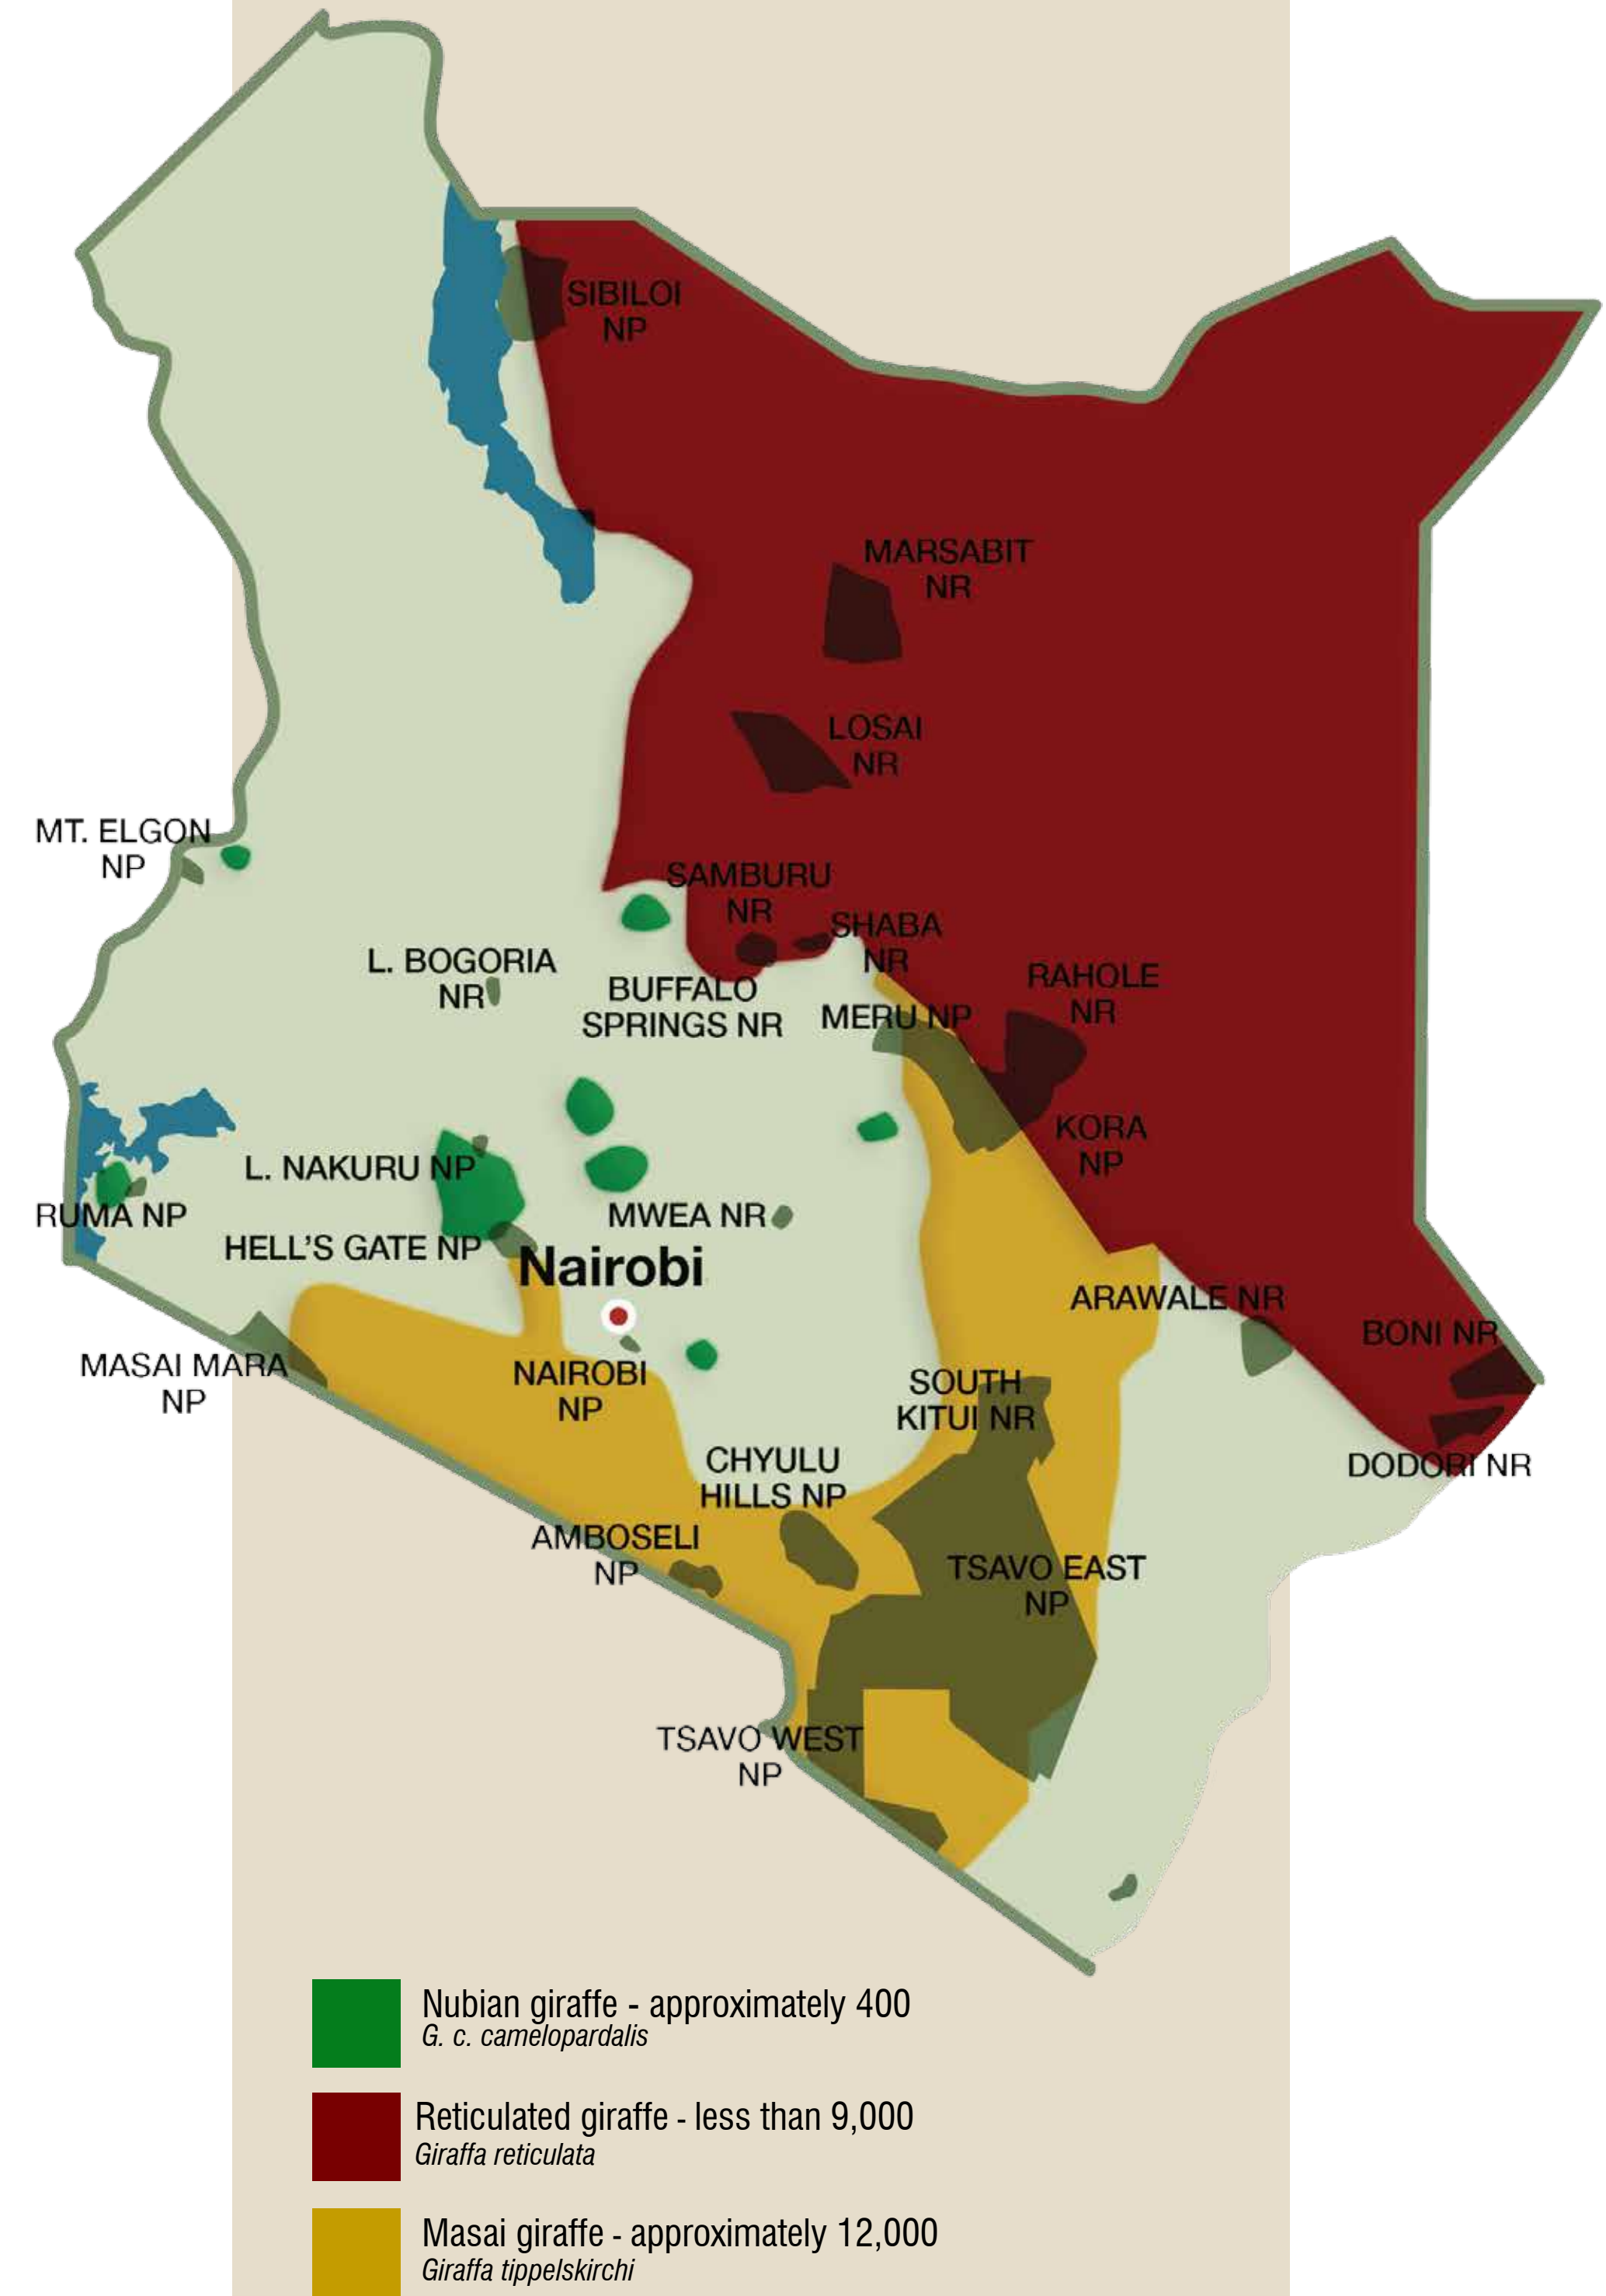 SIBILOI
NP
MARSABIT
NR
LOSAI
NR
MT. ELGON
NP
SAMBURU
NR
SHABA
NR
L. BOGORIA
NR
BUFFALO
SPRINGS NR
MERU NP
RAHOLE
NR
KORA
NP
L. NAKURU NP
RUMA NP
MWEA NR
HELL'S GATE NP
Nairobi
ARAWALE NR
BONI NR
MASAI MARA
NP
NAIROBI
NP
SOUTH
KITUI NR
CHYULU
HILLS NP
DODORI NR
AMBOSELI
NP
TSAVO EAST
NP
TSAVO WEST
NP
Nubian giraffe - approximately 400
G. c. camelopardalis
Reticulated giraffe - less than 9,000
Giraffa reticulata
Masai giraffe - approximately 12,000
Giraffa tippelskirchi